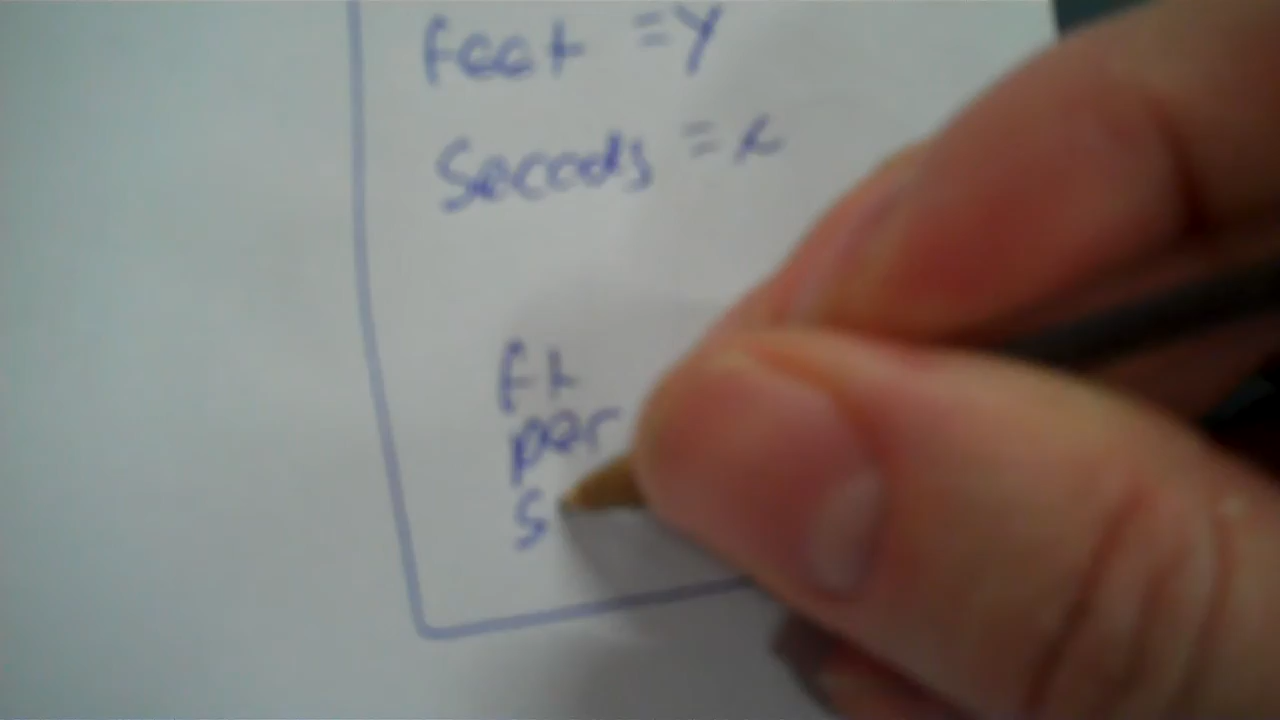 feet = y
Secods = x
ft
per
s